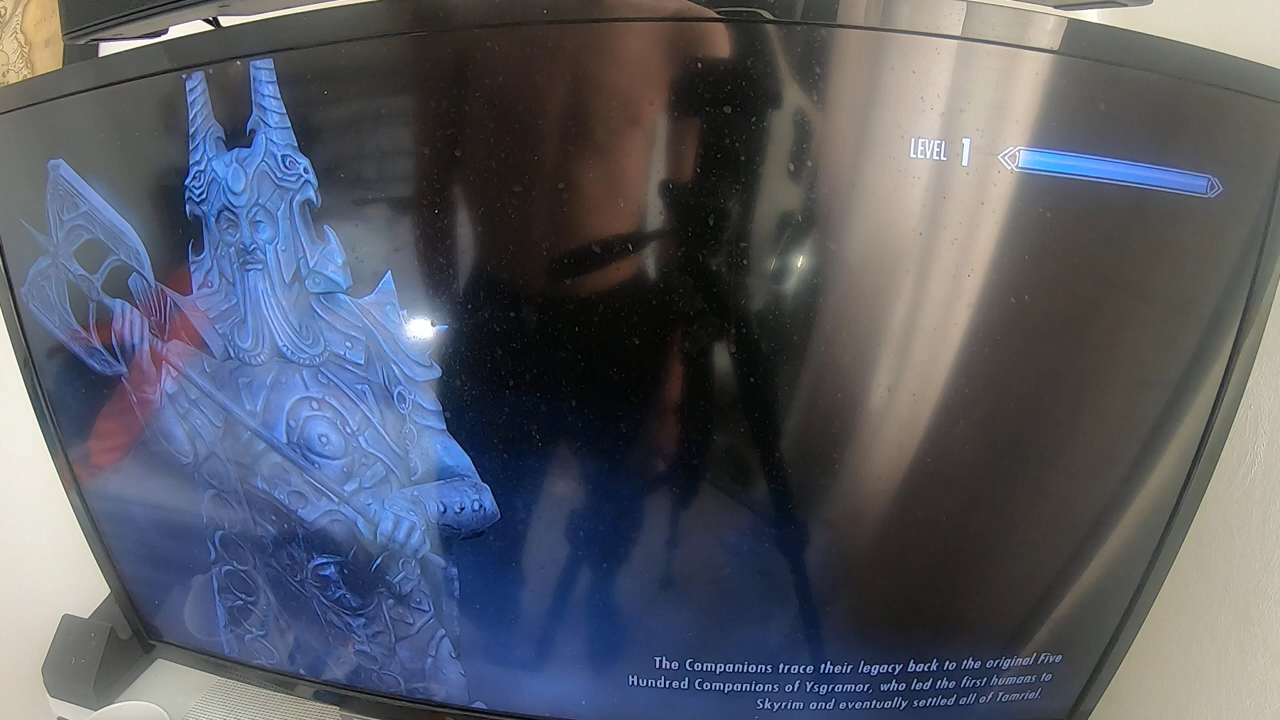 LEVEL 1
The Companions trace their legacy back to the original Five
Hundred Companions of Ysgramor, who led the first humans to
Skyrim and eventually settled all of Tamriel.